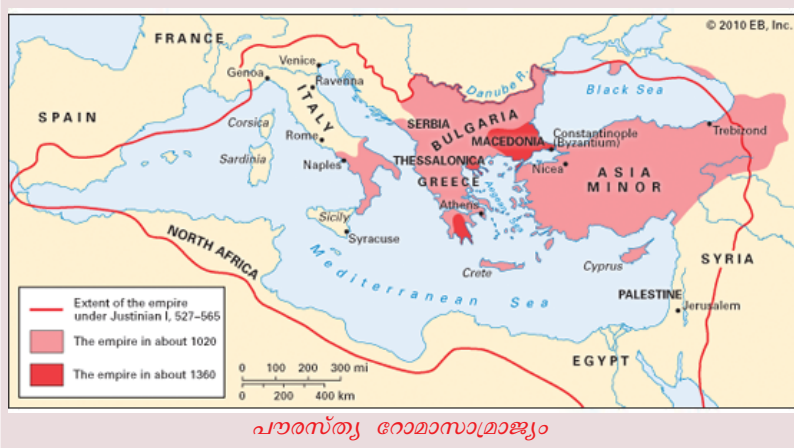 © 2010 EB, Inc.
FRANCE
Venice
Genoa
Ravenna
Danube R.
Black Sea
SPAIN
ITALY
Corsica
SERBIA
BULGARIA
Rome
MACEDONIA
Constantinople
(Byzantium)
Trebizond
Sardinia
Naples
THESSALONICA
Nicea
ASIA
MINOR
GREECE
Aegean Sea
Athens
Sicily
Syracuse
NORTH AFRICA
Mediterranean Sea
Crete
Cyprus
SYRIA
PALESTINE
Jerusalem
EGYPT
Extent of the empire
under Justinian I, 527–565
The empire in about 1020
The empire in about 1360
0 100 200 300 mi
0 200 400 km
പൗരസ്ത്യ റോമാസാമ്രാജ്യം